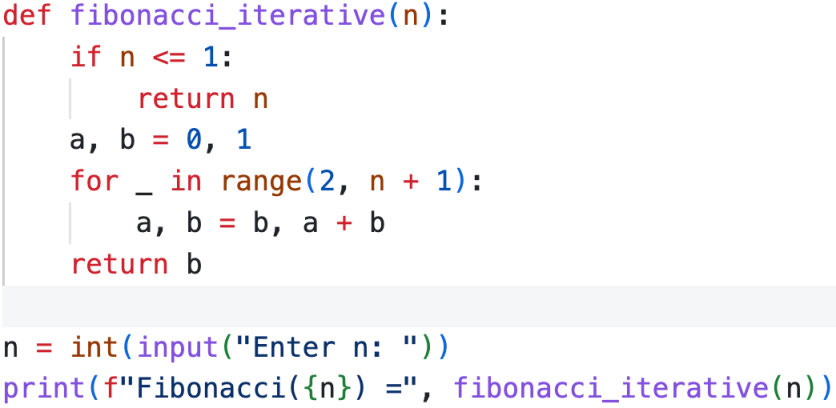 def fibonacci_iterative(n):
    if n <= 1:
        return n
    a, b = 0, 1
    for _ in range(2, n + 1):
        a, b = b, a + b
    return b

n = int(input("Enter n: "))
print(f"Fibonacci({n}) =", fibonacci_iterative(n))